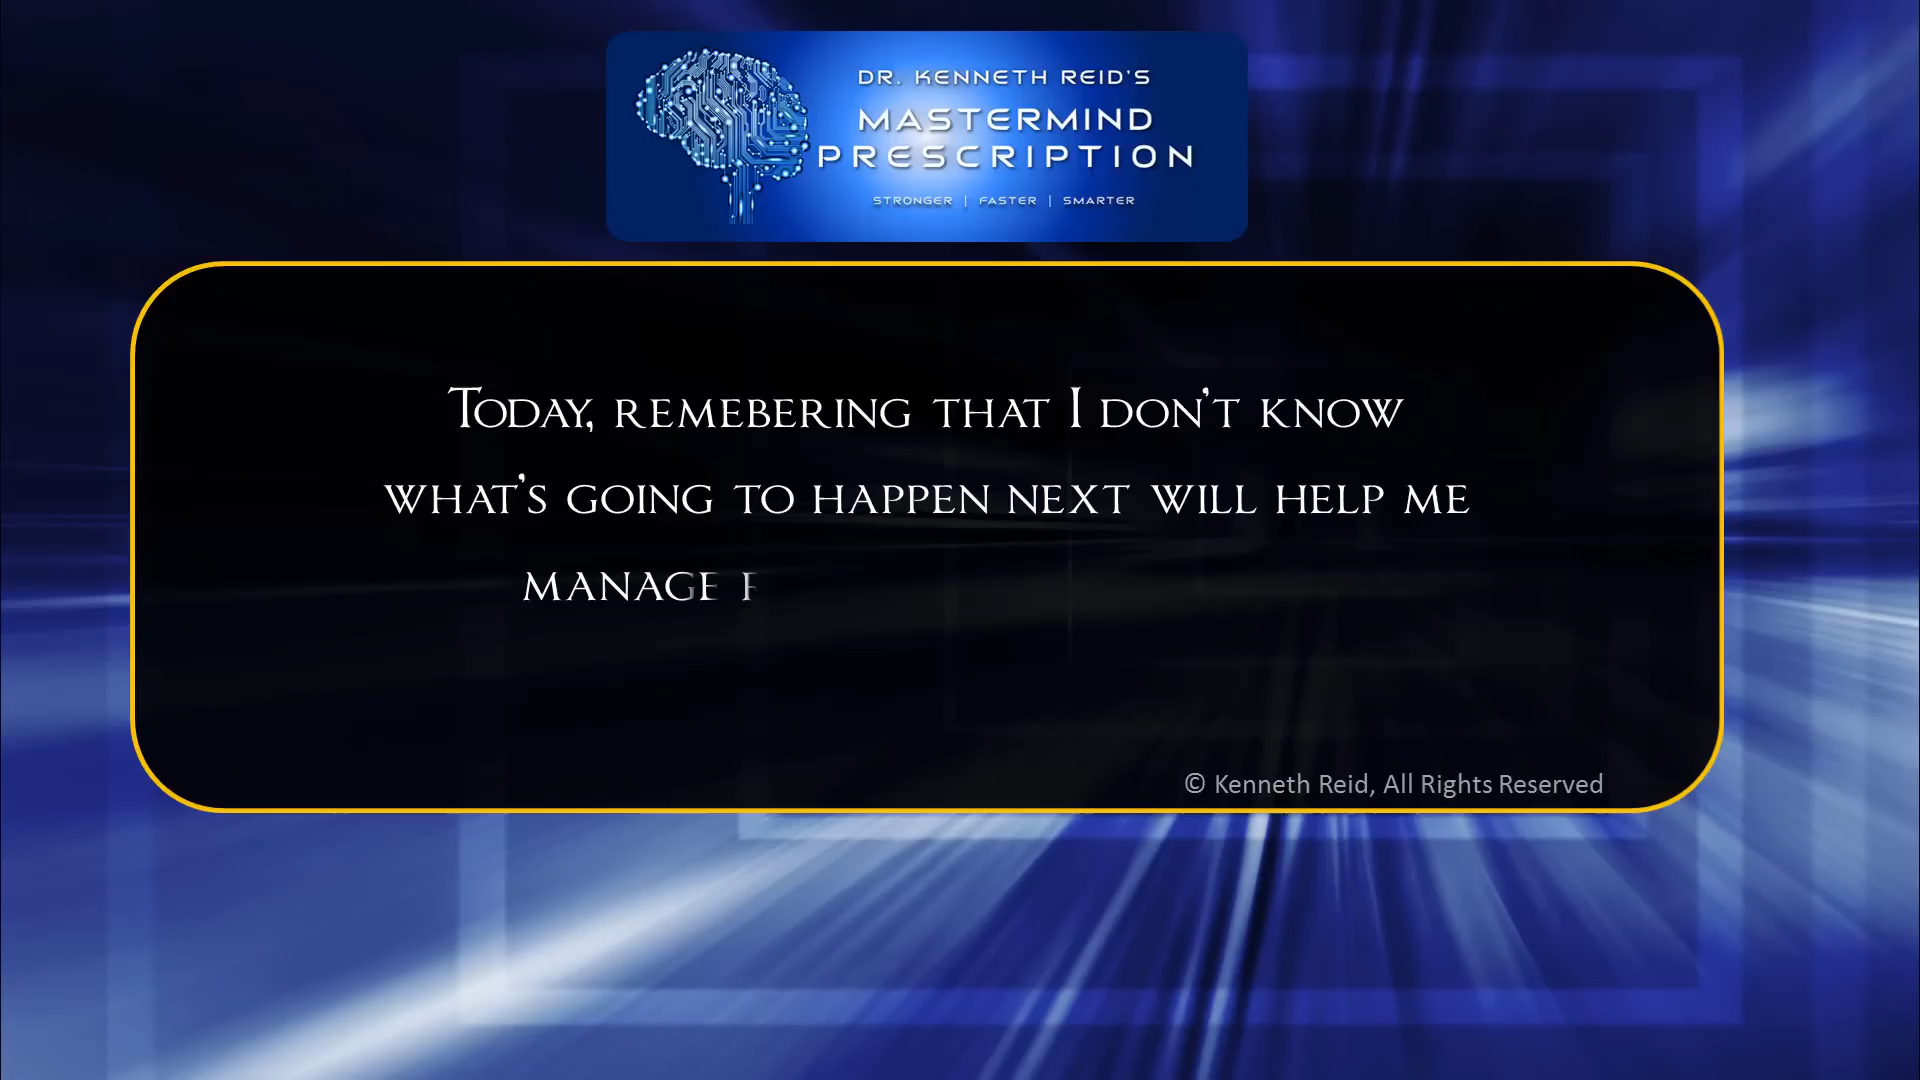 DR. KENNETH REID'S
MASTERMIND
PRESCRIPTION
STRONGER | FASTER | SMARTER
Today, remebering that I don't know
what's going to happen next will help me
manage
© Kenneth Reid, All Rights Reserved